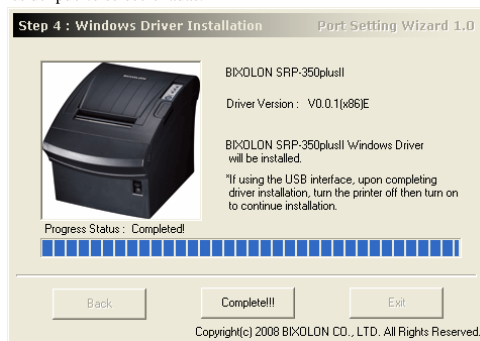 Step 4 : Windows Driver Installation
Port Setting Wizard 1.0
BIXOLON SRP-350plusII
Driver Version : V0.0.1(x86)E
BIXOLON SRP-350plusII Windows Driver
will be installed.
"If using the USB interface, upon completing
driver installation, turn the printer off then turn on
to continue installation.
Progress Status : Completed!
Back
Complete!!!
Exit
Copyright(c) 2008 BIXOLON CO., LTD. All Rights Reserved.